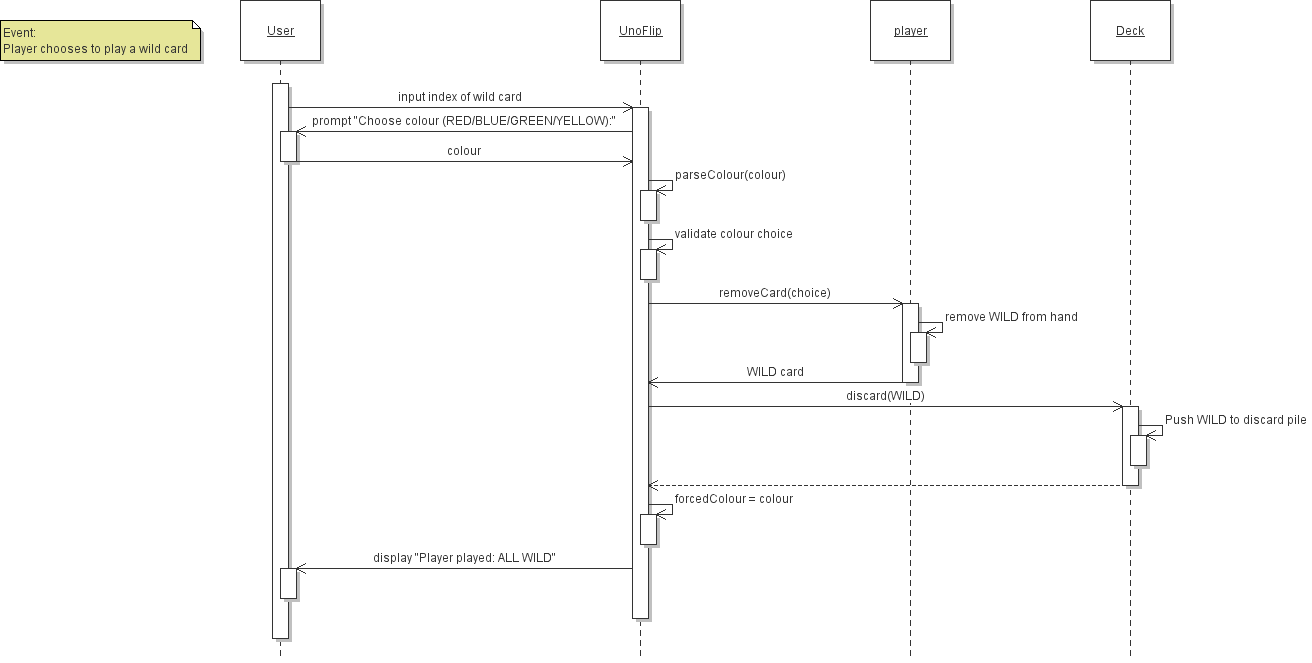 Event:
Player chooses to play a wild card
User
UnoFlip
player
Deck
input index of wild card
prompt "Choose colour (RED/BLUE/GREEN/YELLOW):"
colour
parseColour(colour)
validate colour choice
removeCard(choice)
remove WILD from hand
WILD card
discard(WILD)
Push WILD to discard pile
forcedColour = colour
display "Player played: ALL WILD"